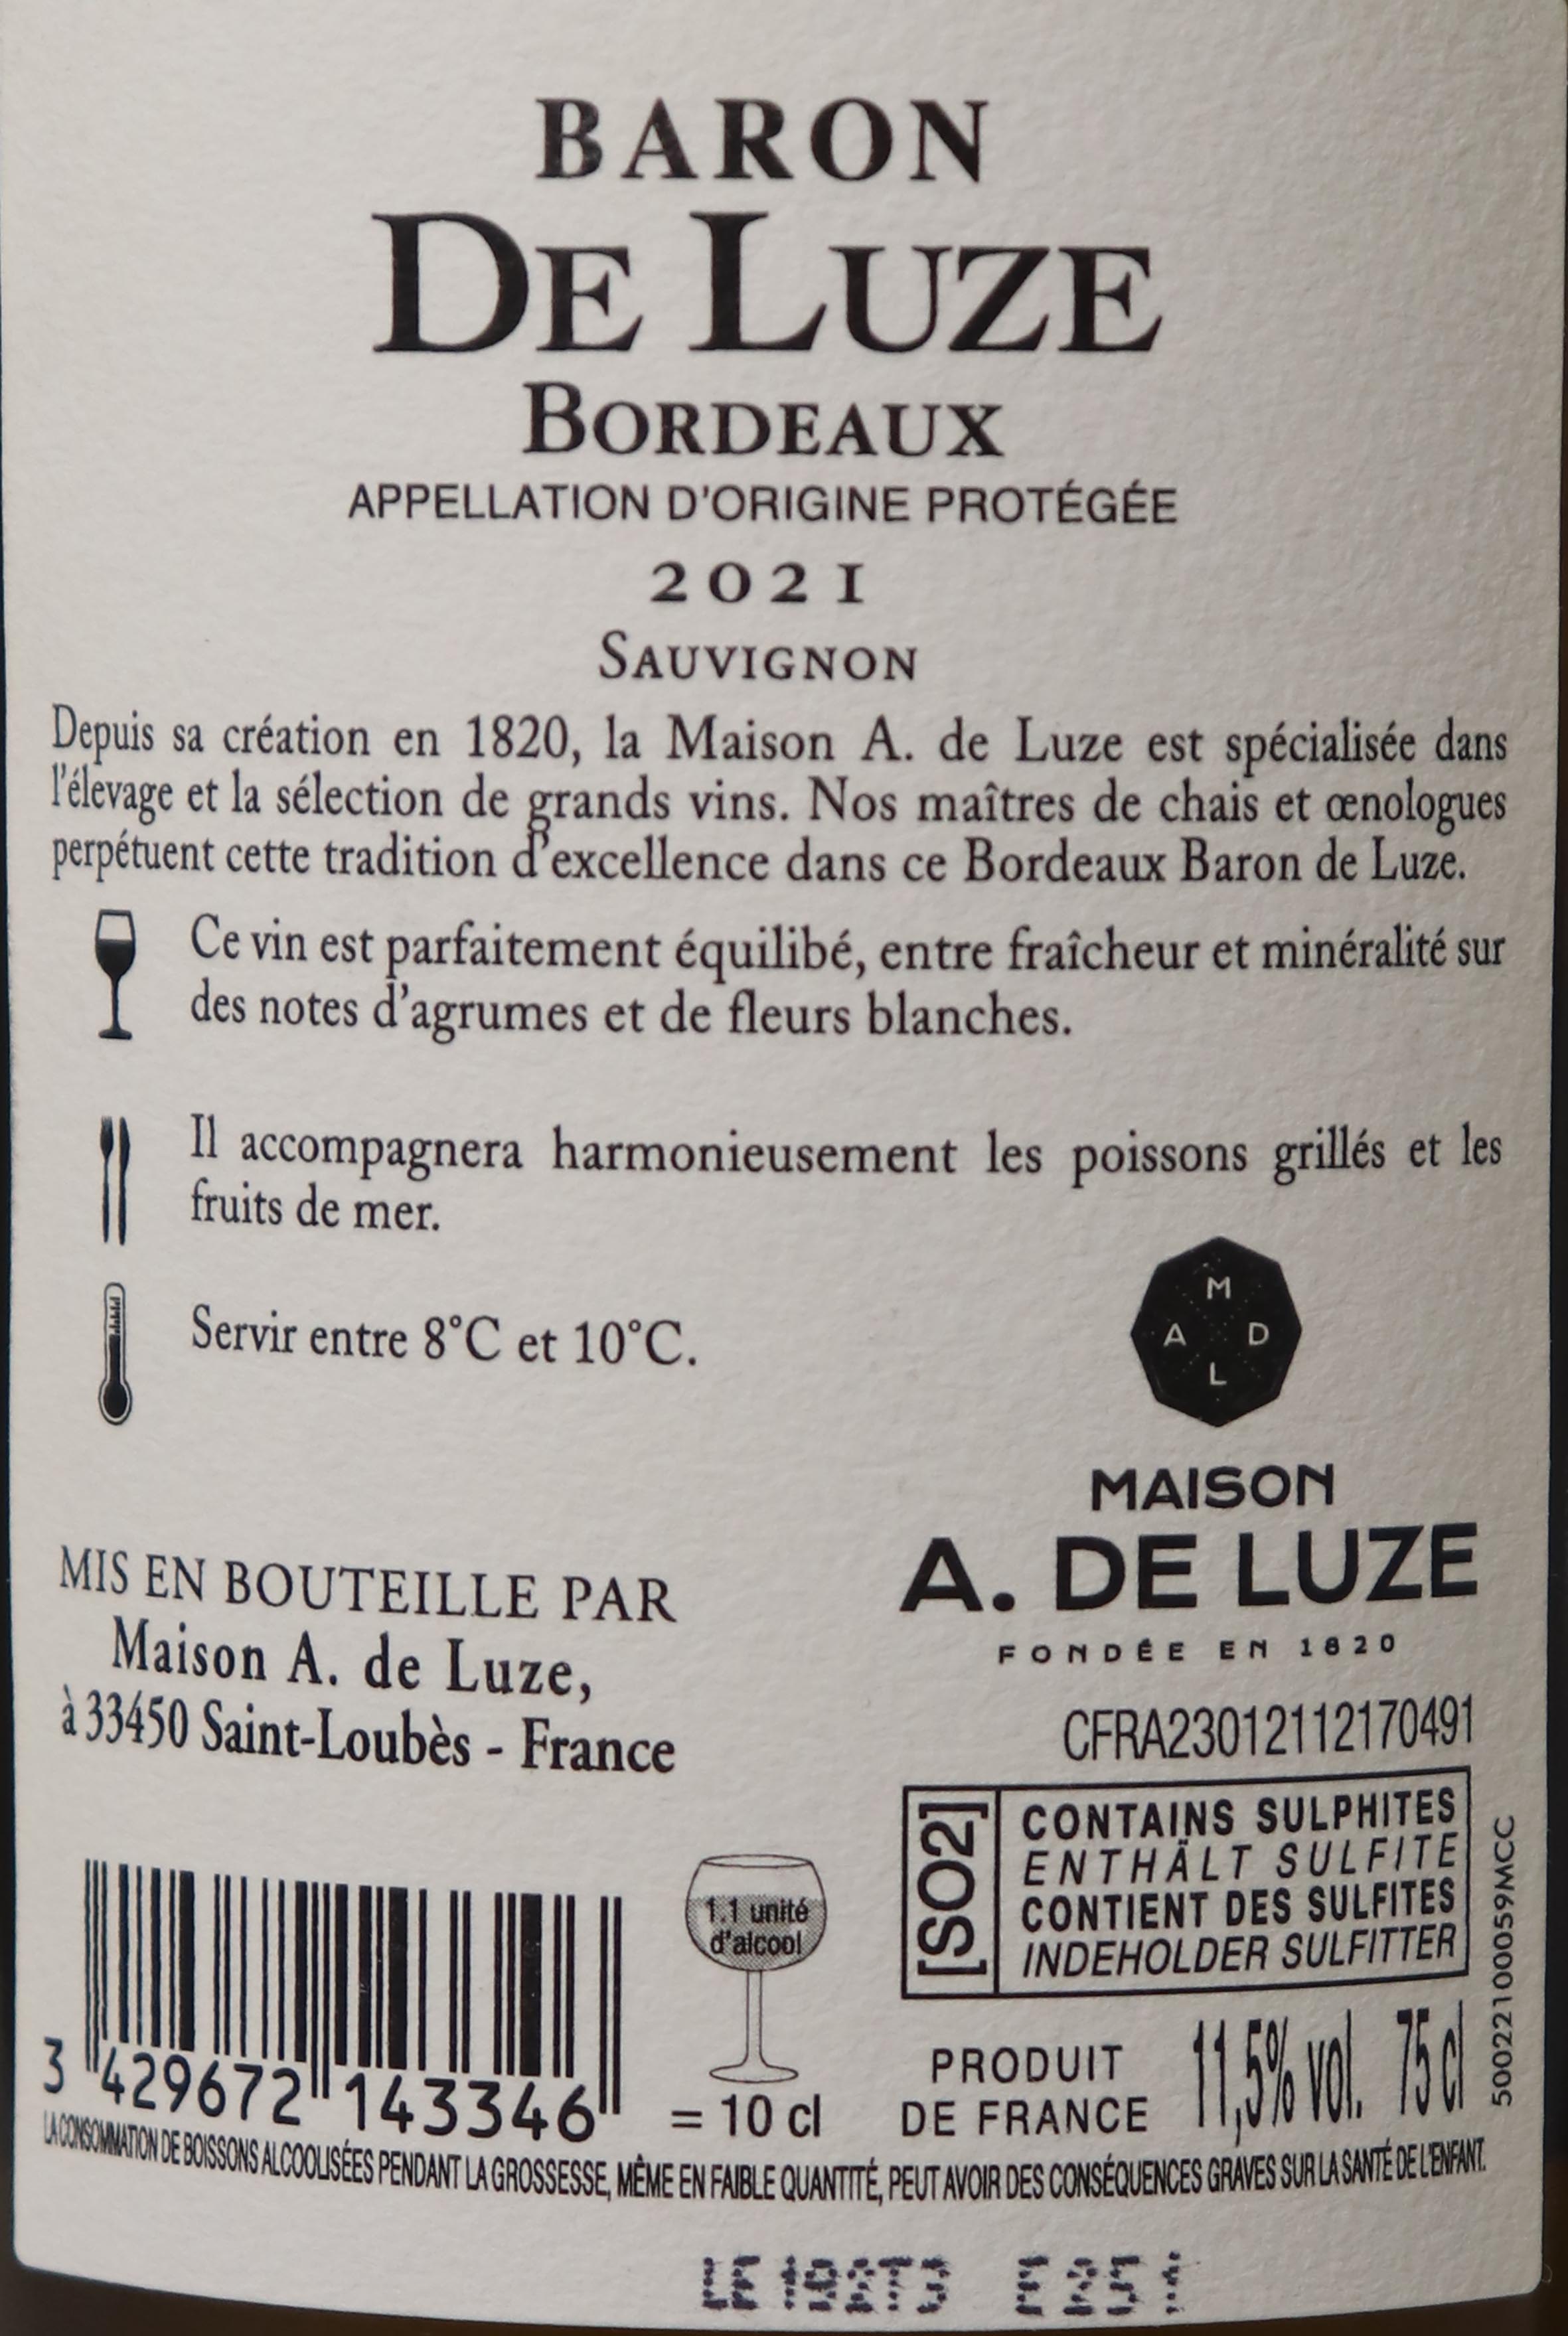 BARON
DE LUZE
BORDEAUX
APPELLATION D'ORIGINE PROTÉGÉE
2021
SAUVIGNON
Depuis sa création en 1820, la Maison A. de Luze est spécialisée dans
l'élevage et la sélection de grands vins. Nos maîtres de chais et œnologues
perpétuent cette tradition d'excellence dans ce Bordeaux Baron de Luze.
Ce vin est parfaitement équilibé, entre fraîcheur et minéralité sur
des notes d'agrumes et de fleurs blanches.
Il accompagnera harmonieusement les poissons grillés et les
fruits de mer.
Servir entre 8°C et 10°C.
M
A D
L
MAISON
A. DE LUZE
FONDÉE EN 1820
MIS EN BOUTEILLE PAR
Maison A. de Luze,
à 33450 Saint-Loubès - France
CFRA23012112170491
[SO2]
CONTAINS SULPHITES
ENTHÄLT SULFITE
CONTIENT DES SULFITES
INDEHOLDER SULFITTER
50022100059MCC
1.1 unité
d'alcool
= 10 cl
3 429672 143346
PRODUIT
DE FRANCE
11,5% vol. 75 cl
LA CONSOMMATION DE BOISSONS ALCOOLISÉES PENDANT LA GROSSESSE, MÊME EN FAIBLE QUANTITÉ, PEUT AVOIR DES CONSÉQUENCES GRAVES SUR LA SANTÉ DE L'ENFANT.